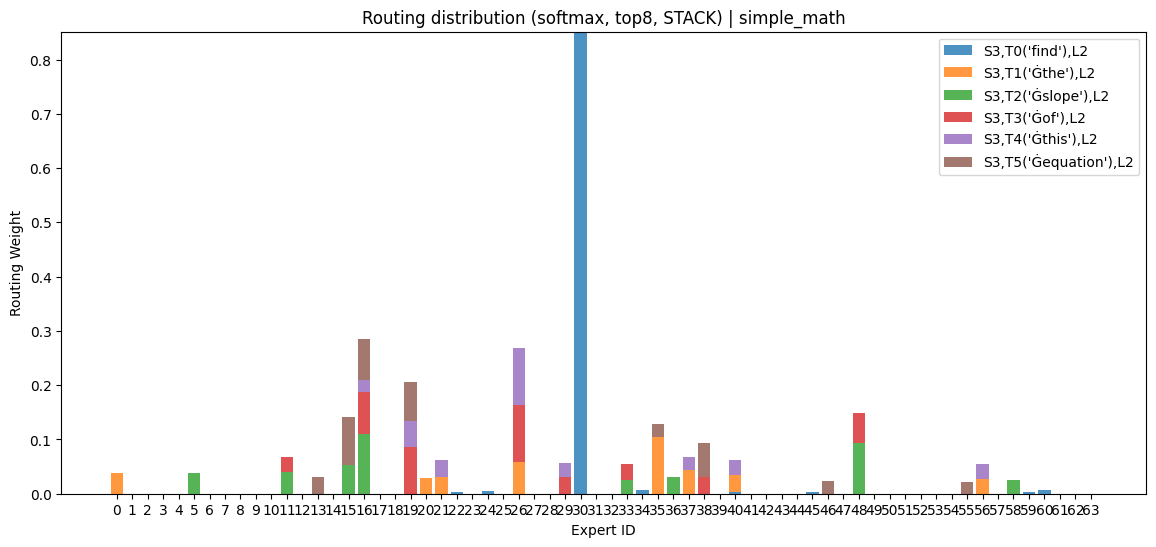 Routing distribution (softmax, top8, STACK) | simple_math
S3,T0('find'),L2
S3,T1('Ġthe'),L2
S3,T2('Ġslope'),L2
S3,T3('Ġof'),L2
S3,T4('Ġthis'),L2
S3,T5('Ġequation'),L2
Routing Weight
0.8
0.7
0.6
0.5
0.4
0.3
0.2
0.1
0.0
0 1 2 3 4 5 6 7 8 9 10 11 12 13 14 15 16 17 18 19 20 21 22 23 24 25 26 27 28 29 30 31 32 33 34 35 36 37 38 39 40 41 42 43 44 45 46 47 48 49 50 51 52 53 54 55 56 57 58 59 60 61 62 63
Expert ID